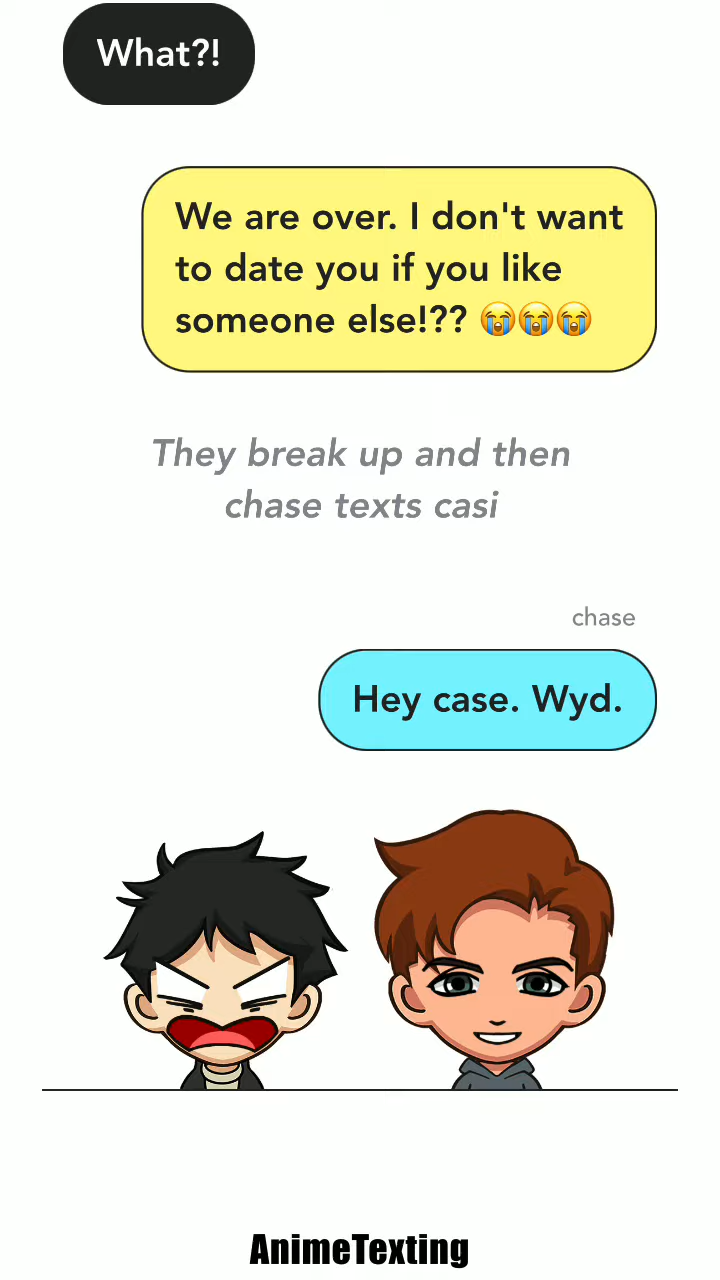 What?!
We are over. I don't want
to date you if you like
someone else!?? 😭😭😭
They break up and then
chase texts casi
chase
Hey case. Wyd.
AnimeTexting